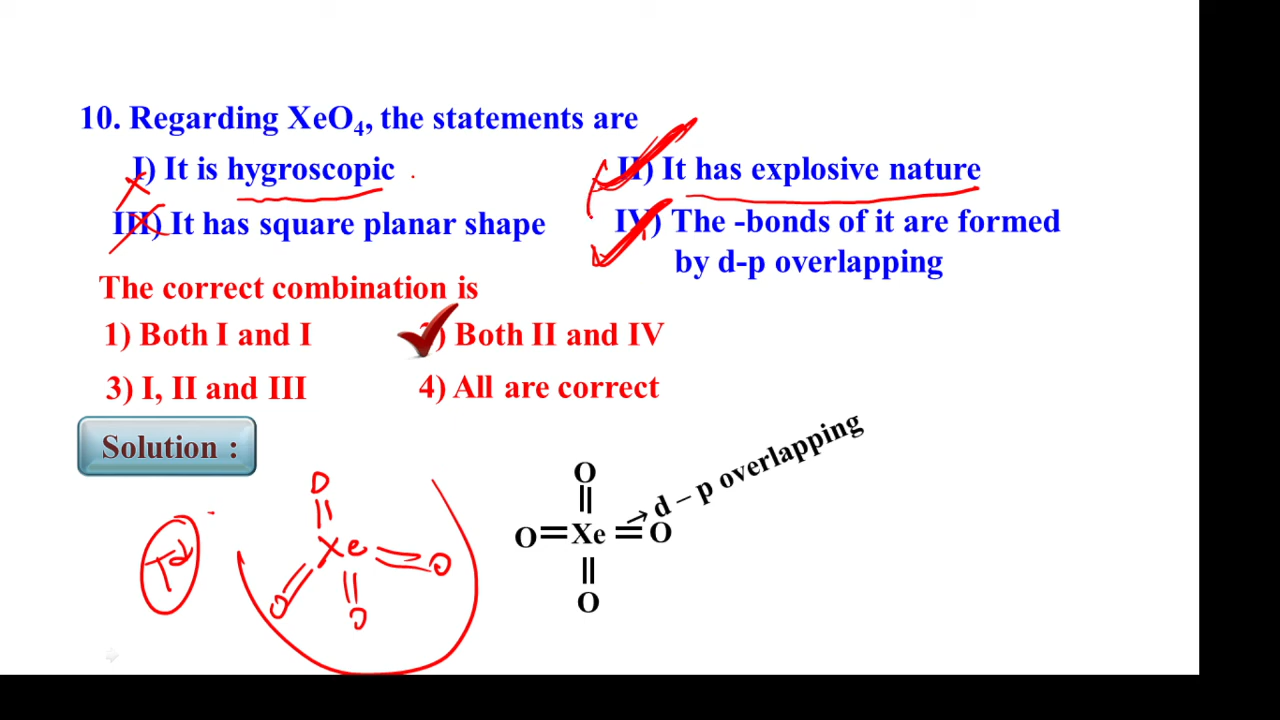 10. Regarding XeO₄, the statements are
I) It is hygroscopic
II) It has explosive nature
III) It has square planar shape
IV) The -bonds of it are formed
by d-p overlapping
The correct combination is
1) Both I and I
2) Both II and IV
3) I, II and III
4) All are correct
Solution :
Td
O
Xe
O
O
O
O
O=Xe=O
O
→ d – p overlapping